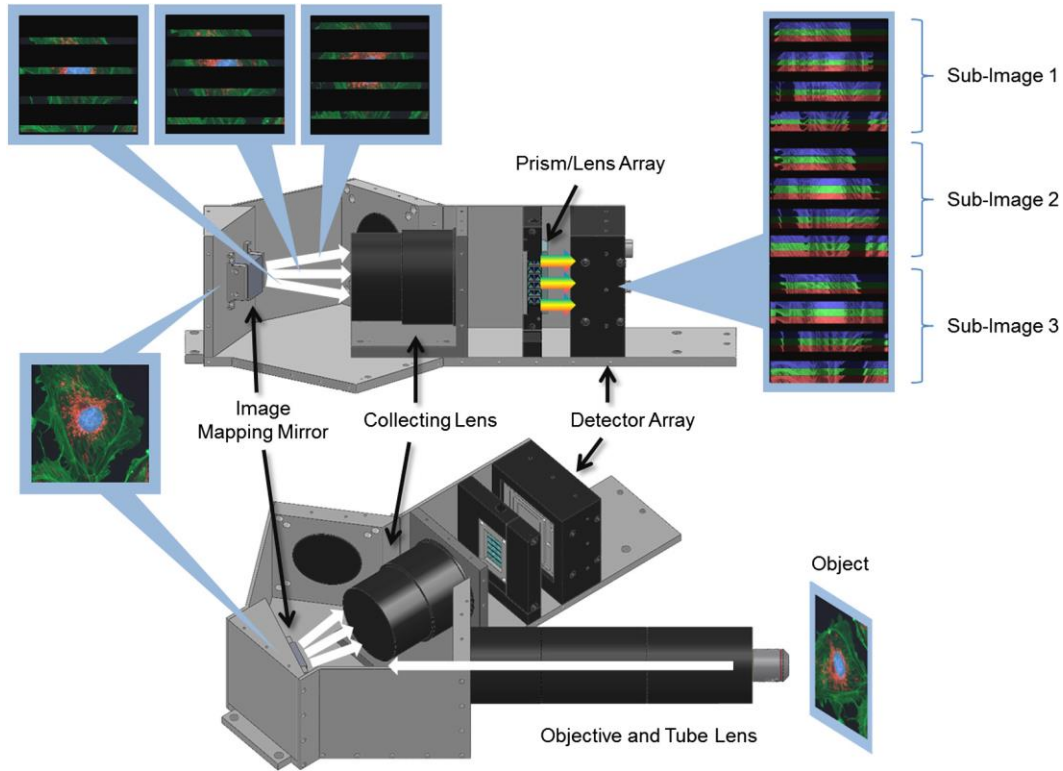 Sub-Image 1
Prism/Lens Array
Sub-Image 2
Sub-Image 3
Image
Mapping Mirror
Collecting Lens
Detector Array
Object
Objective and Tube Lens